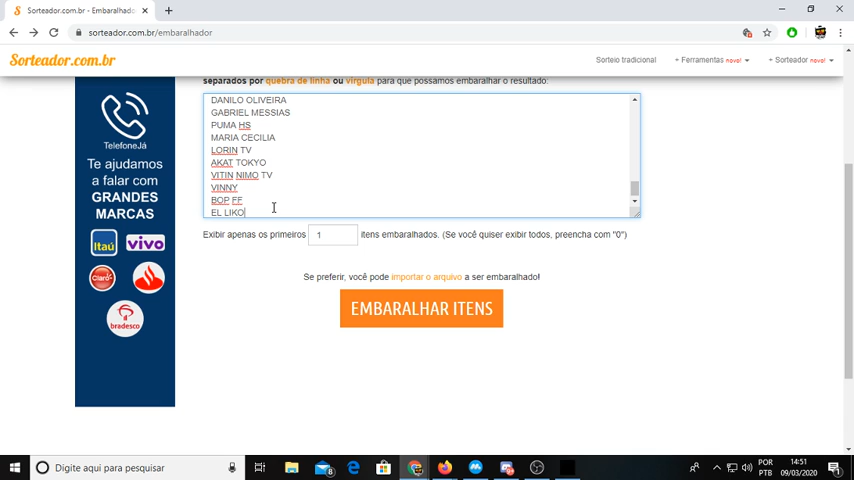 Sorteador.com.br - Embaralhador
sorteador.com.br/embaralhador
Sorteador.com.br
Sorteio tradicional
+ Ferramentas novo!
+ Sorteador novo!
separados por quebra de linha ou vírgula para que possamos embaralhar o resultado:
DANILO OLIVEIRA
GABRIEL MESSIAS
PUMA HS
MARIA CECILIA
LORIN TV
AKAT TOKYO
VITIN NIMO TV
VINNY
BOP FF
EL LIKO
TelefoneJá
Te ajudamos
a falar com
GRANDES
MARCAS
Itaú
vivo
Claro
Santander
bradesco
Exibir apenas os primeiros 1 itens embaralhados. (Se você quiser exibir todos, preencha com "0")
Se preferir, você pode importar o arquivo a ser embaralhado!
EMBARALHAR ITENS
Digite aqui para pesquisar
8
POR
PTB
14:51
09/03/2020
1